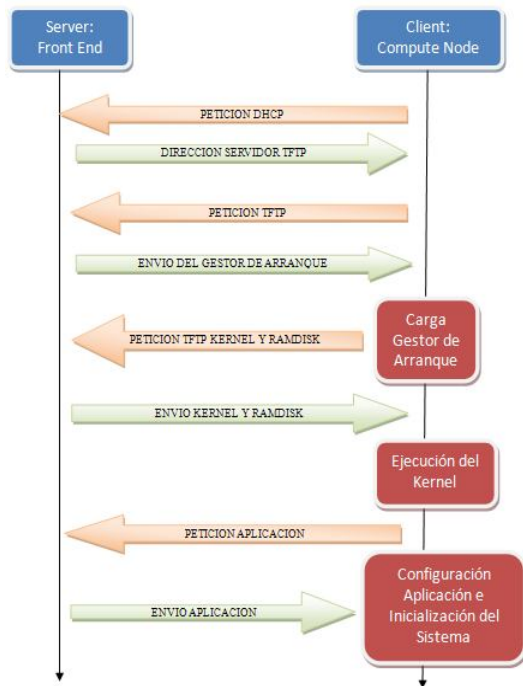 Server:
Front End
Client:
Compute Node
PETICION DHCP
DIRECCION SERVIDOR TFTP
PETICION TFTP
ENVIO DEL GESTOR DE ARRANQUE
Carga
Gestor de
Arranque
PETICION TFTP KERNEL Y RAMDISK
ENVIO KERNEL Y RAMDISK
Ejecución del
Kernel
PETICION APLICACION
Configuración
Aplicación e
Inicialización del
Sistema
ENVIO APLICACION